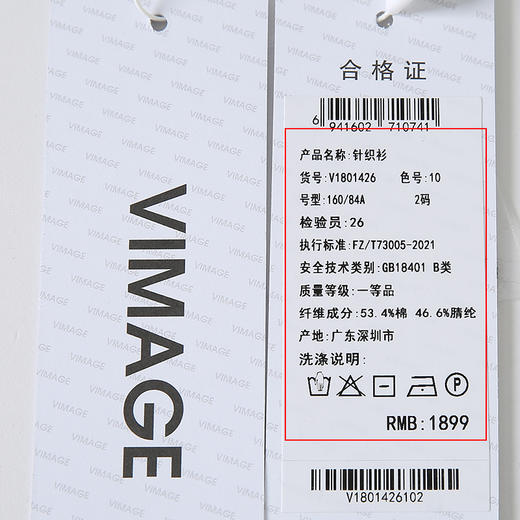 VIMAGE
合格证
6 941602 710741
产品名称:针织衫
货号:V1801426 色号:10
号型:160/84A 2码
检验员:26
执行标准:FZ/T73005-2021
安全技术类别:GB18401 B类
质量等级:一等品
纤维成分:53.4%棉 46.6%腈纶
产地:广东深圳市
洗涤说明:
P
RMB:1899
V1801426102